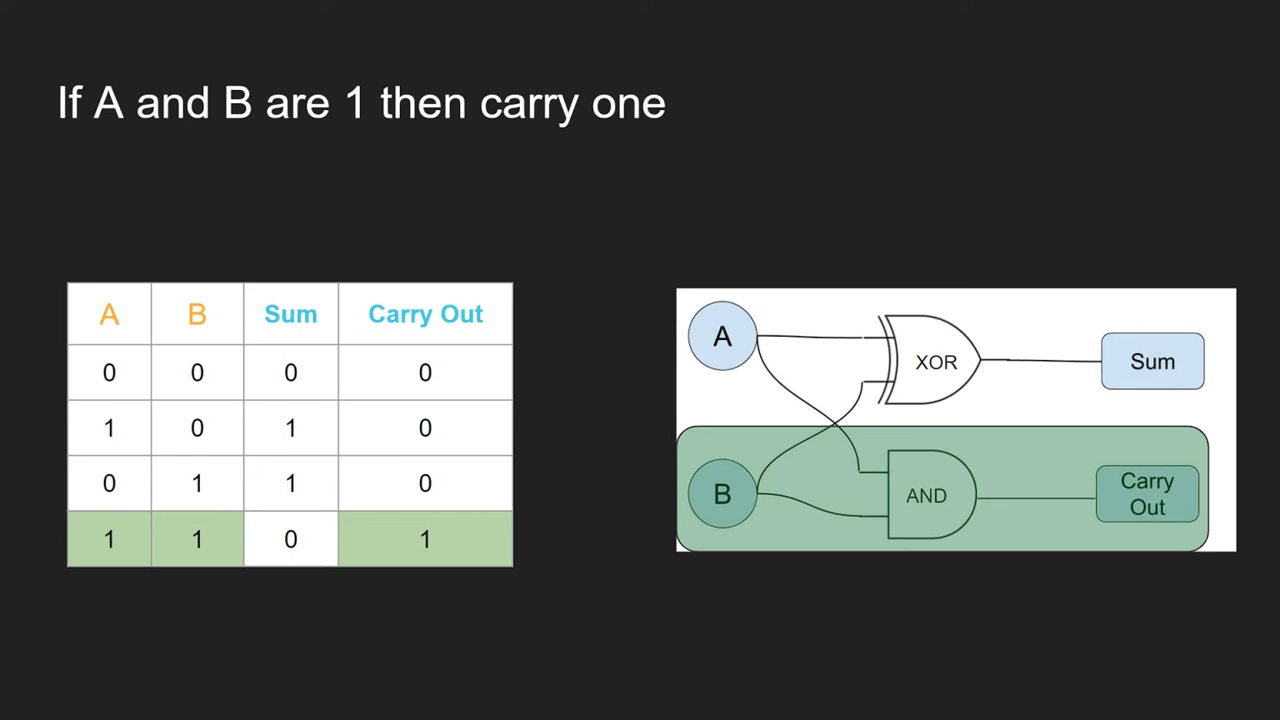 If A and B are 1 then carry one
A B Sum Carry Out
0 0 0 0
1 0 1 0
0 1 1 0
1 1 0 1
A
XOR
Sum
B
AND
Carry
Out